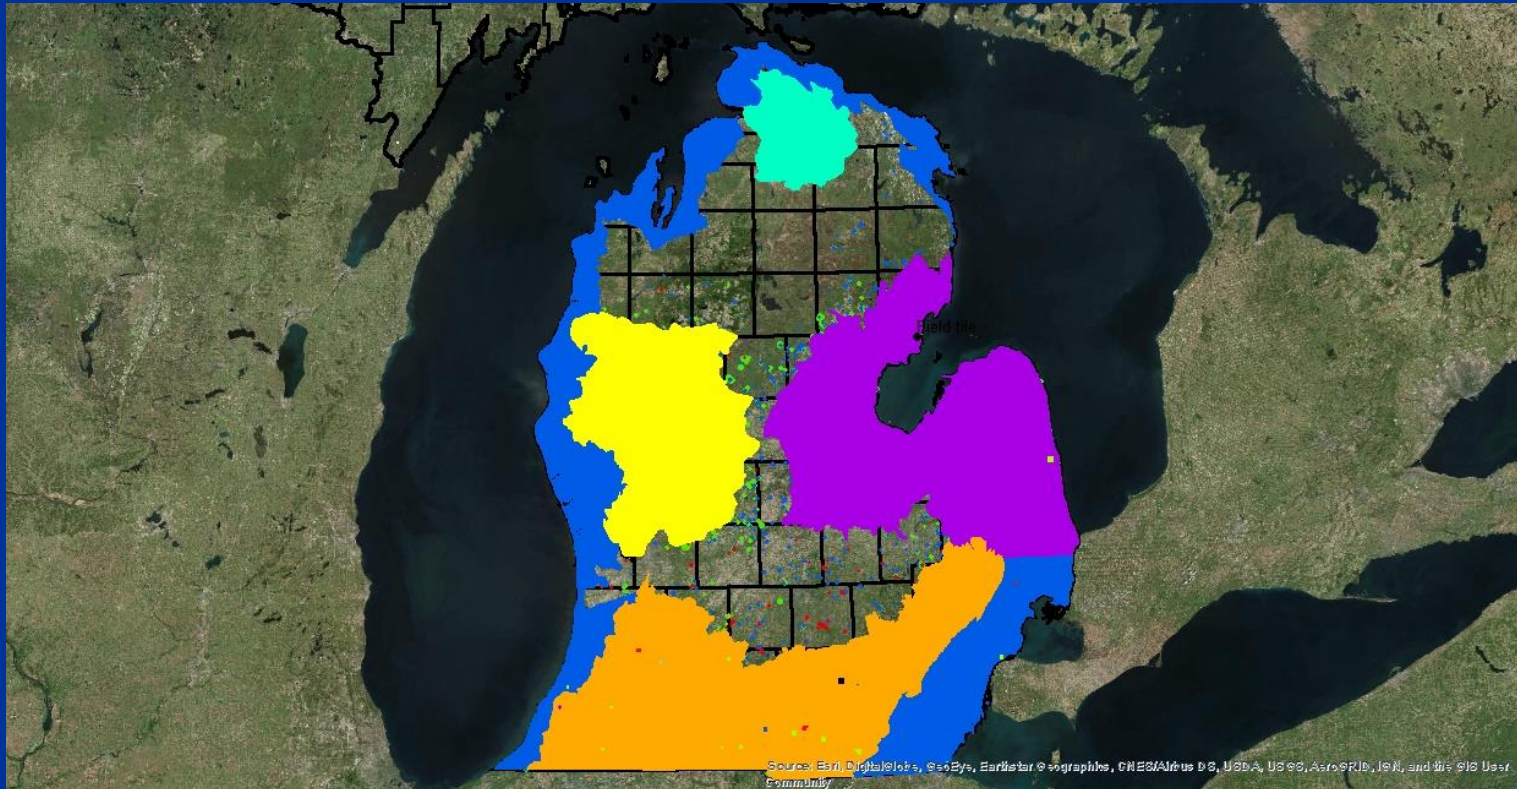 Field tile
Source: Esri, DigitalGlobe, GeoEye, Earthstar Geographics, CNES/Airbus DS, USDA, USGS, AeroGRID, IGN, and the GIS User
Community